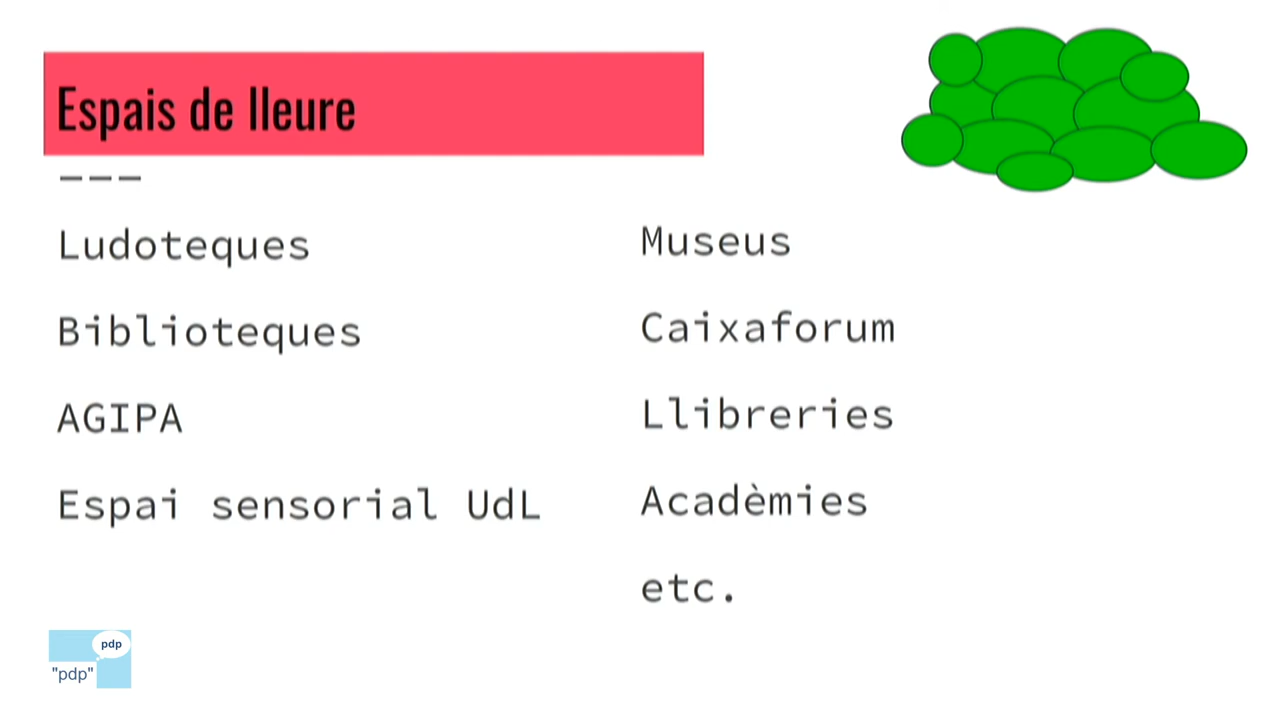 Espais de lleure
Ludoteques
Biblioteques
AGIPA
Espai sensorial UdL
Museus
Caixaforum
Llibreries
Acadèmies
etc.
pdp
"pdp"